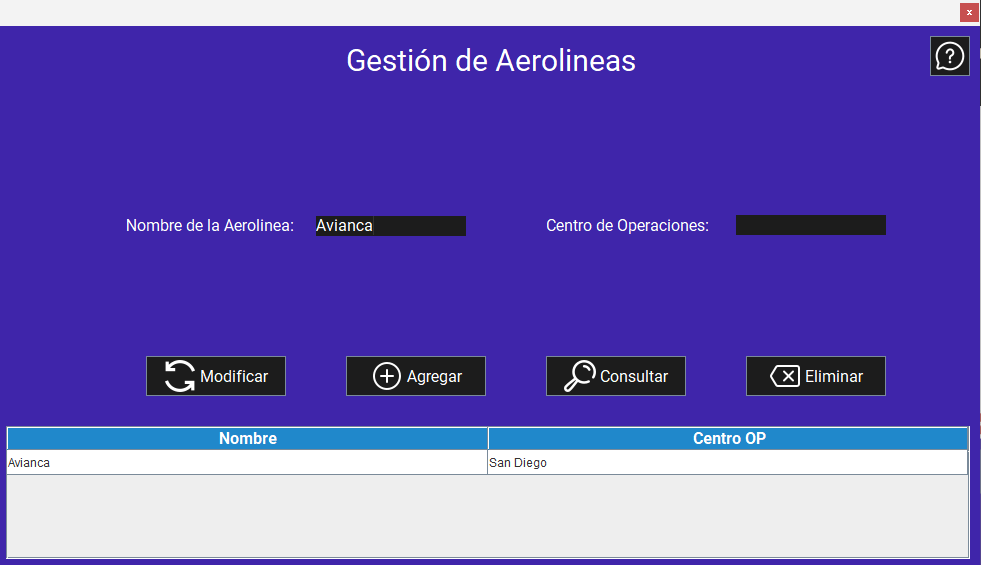 x
Gestión de Aerolineas
?
Nombre de la Aerolinea: Avianca Centro de Operaciones:
Modificar Agregar Consultar Eliminar
Nombre Centro OP
Avianca San Diego